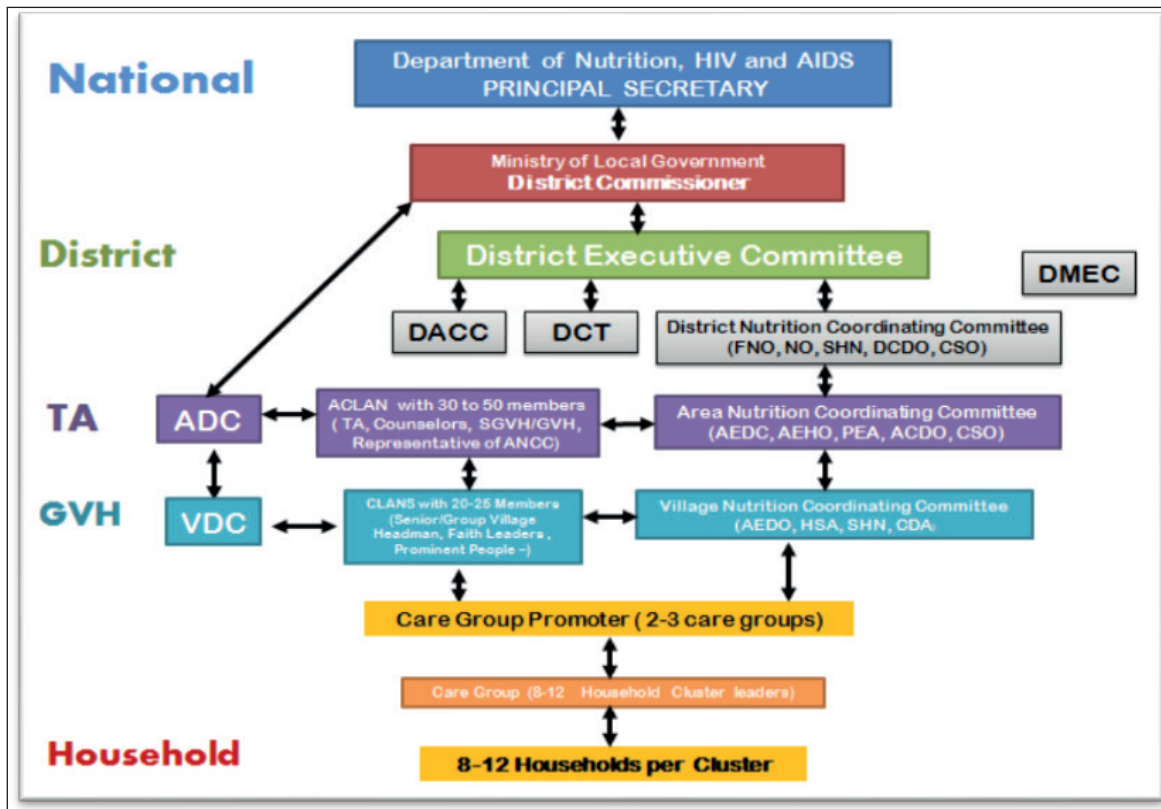 National
Department of Nutrition, HIV and AIDS
PRINCIPAL SECRETARY
Ministry of Local Government
District Commissioner
District
District Executive Committee
DMEC
DACC
DCT
District Nutrition Coordinating Committee
(FNO, NO, SHN, DCDO, CSO)
TA
ADC
ACLAN with 30 to 50 members
( TA, Counselors, SGVH/GVH,
Representative of ANCC)
Area Nutrition Coordinating Committee
(AEDC, AEHO, PEA, ACDO, CSO)
GVH
VDC
CLANS with 20-25 Members
(Senior/Group Village
Headman, Faith Leaders ,
Prominent People –)
Village Nutrition Coordinating Committee
(AEDO, HSA, SHN, CDA)
Care Group Promoter ( 2-3 care groups)
Care Group (8-12 Household Cluster leaders)
Household
8-12 Households per Cluster